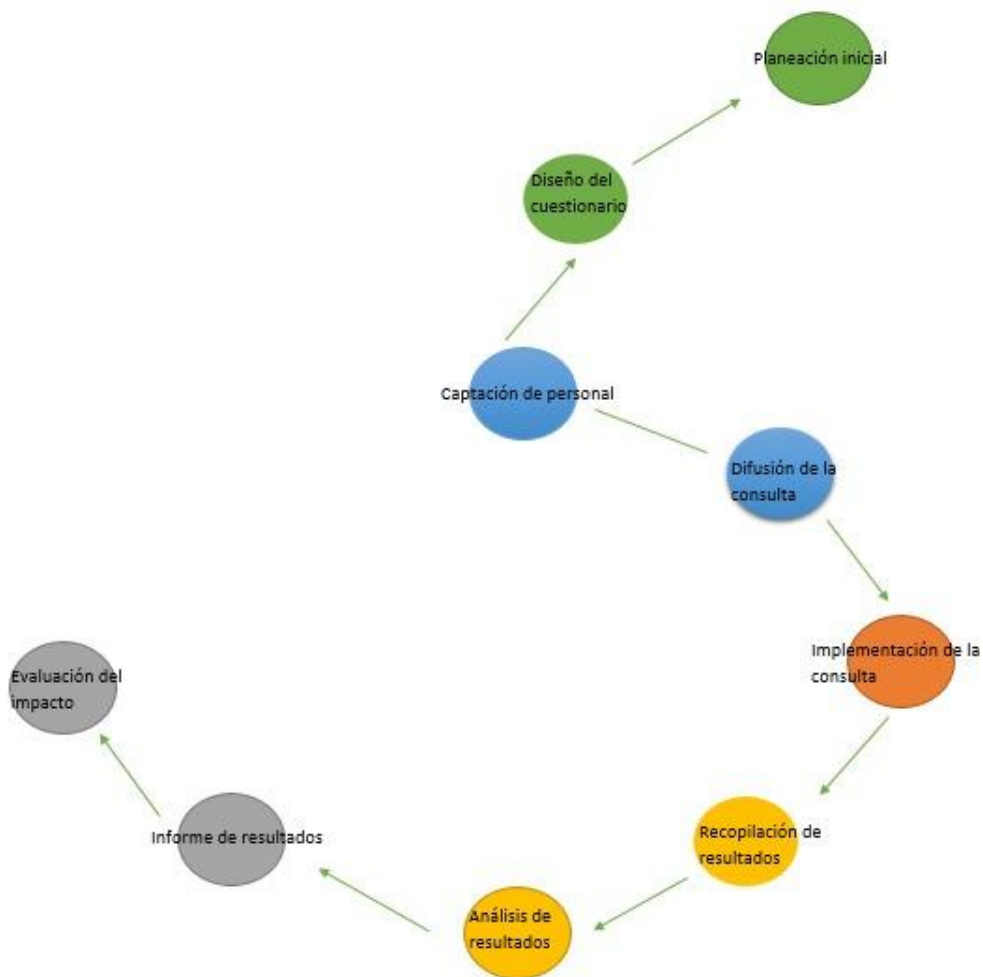 Planeación inicial
Diseño del
cuestionario
Captación de personal
Difusión de la
consulta
Implementación de la
consulta
Evaluación del
impacto
Recopilación de
resultados
Informe de resultados
Análisis de
resultados